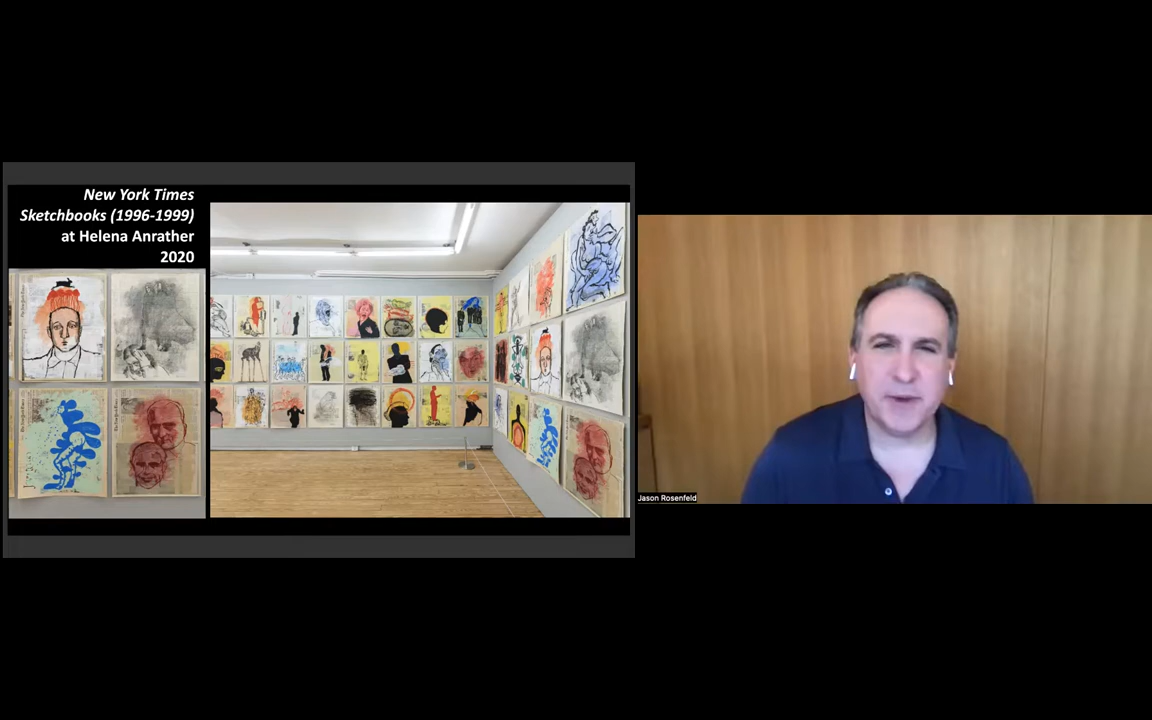 New York Times
Sketchbooks (1996-1999)
at Helena Anrather
2020
Jason Rosenfeld